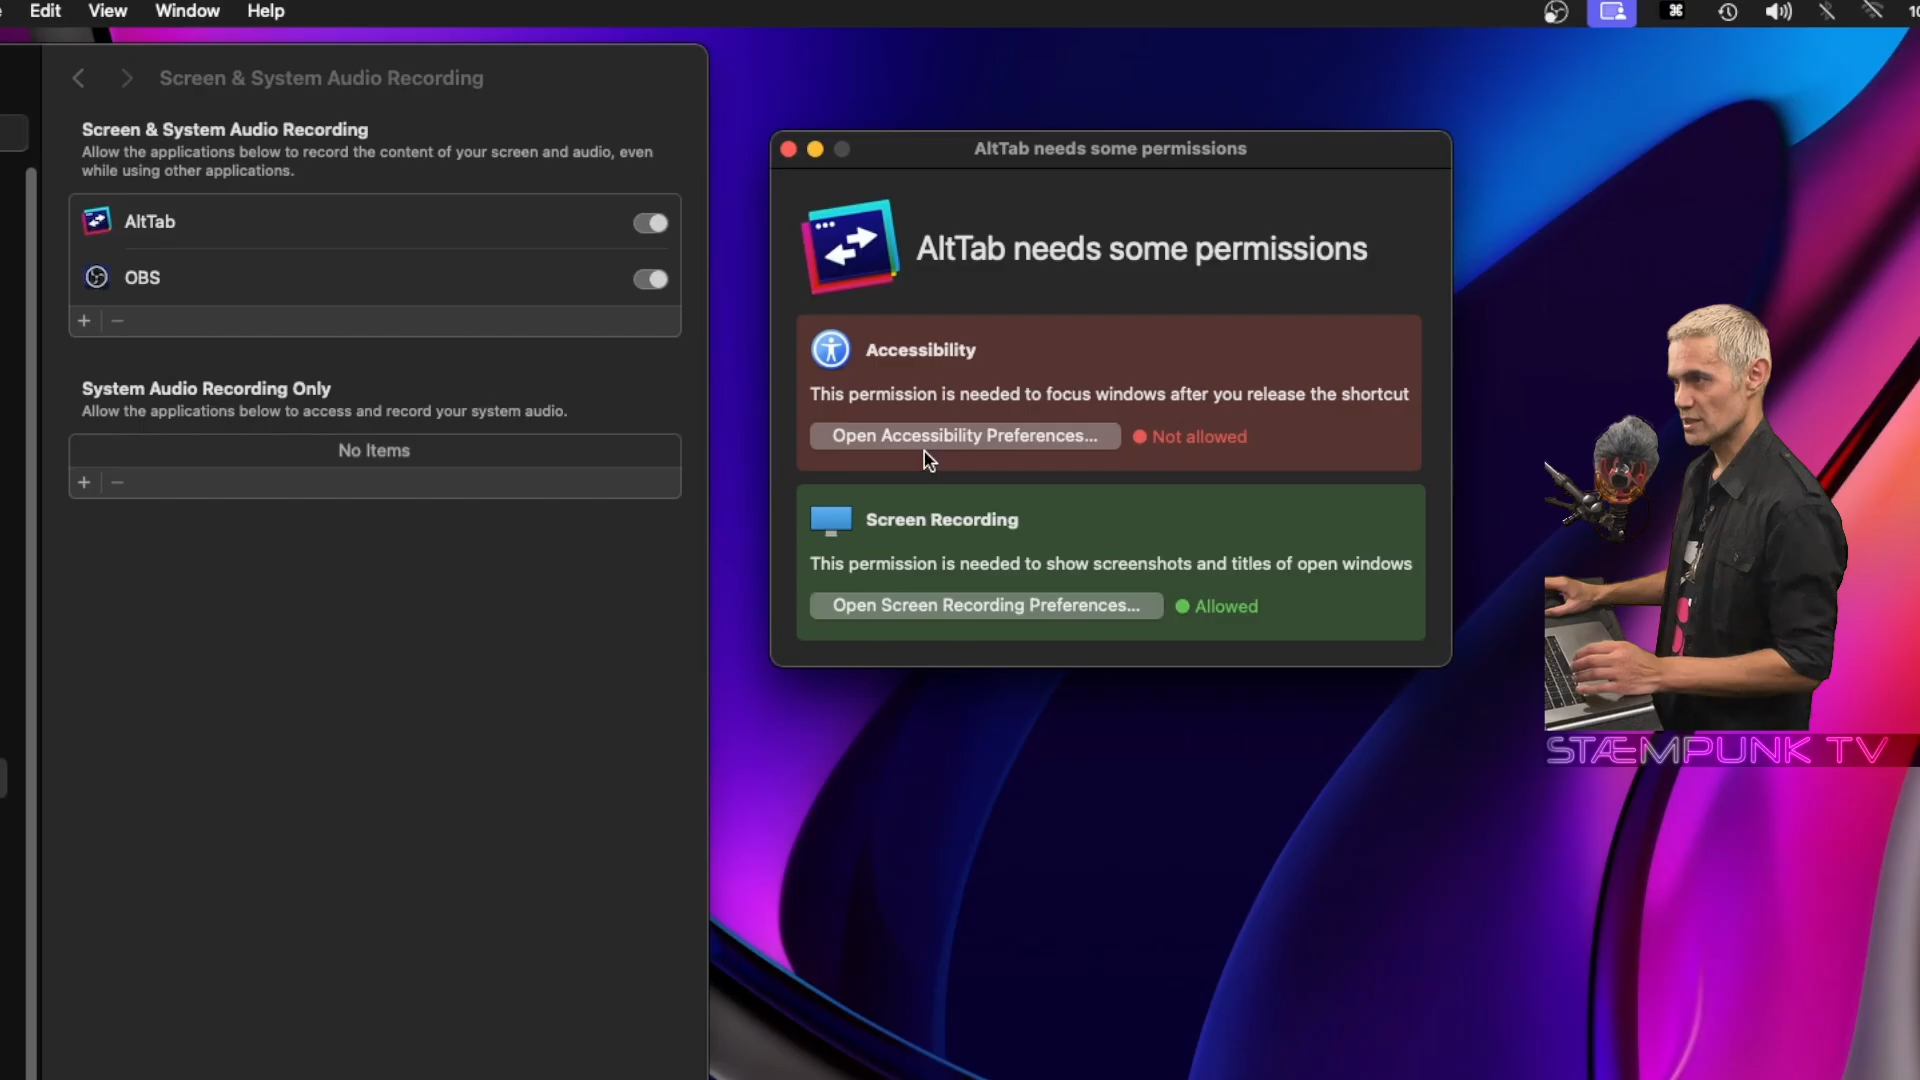 Edit View Window Help
Screen & System Audio Recording
Screen & System Audio Recording
Allow the applications below to record the content of your screen and audio, even
while using other applications.
AltTab
OBS
System Audio Recording Only
Allow the applications below to access and record your system audio.
No Items
AltTab needs some permissions
AltTab needs some permissions
Accessibility
This permission is needed to focus windows after you release the shortcut
Open Accessibility Preferences... Not allowed
Screen Recording
This permission is needed to show screenshots and titles of open windows
Open Screen Recording Preferences... Allowed
STÆMPUNK TV